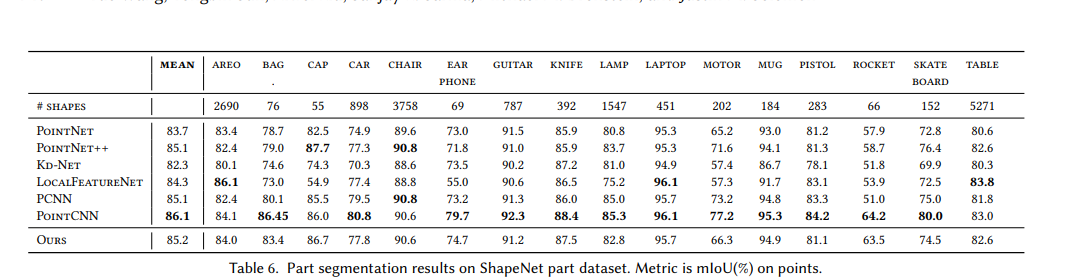 MEAN AREO BAG CAP CAR CHAIR EAR GUITAR KNIFE LAMP LAPTOP MOTOR MUG PISTOL ROCKET SKATE TABLE
. PHONE BOARD
# SHAPES 2690 76 55 898 3758 69 787 392 1547 451 202 184 283 66 152 5271
POINTNET 83.7 83.4 78.7 82.5 74.9 89.6 73.0 91.5 85.9 80.8 95.3 65.2 93.0 81.2 57.9 72.8 80.6
POINTNET++ 85.1 82.4 79.0 87.7 77.3 90.8 71.8 91.0 85.9 83.7 95.3 71.6 94.1 81.3 58.7 76.4 82.6
KD-NET 82.3 80.1 74.6 74.3 70.3 88.6 73.5 90.2 87.2 81.0 94.9 57.4 86.7 78.1 51.8 69.9 80.3
LOCALFEATURENET 84.3 86.1 73.0 54.9 77.4 88.8 55.0 90.6 86.5 75.2 96.1 57.3 91.7 83.1 53.9 72.5 83.8
PCNN 85.1 82.4 80.1 85.5 79.5 90.8 73.2 91.3 86.0 85.0 95.7 73.2 94.8 83.3 51.0 75.0 81.8
POINTCNN 86.1 84.1 86.45 86.0 80.8 90.6 79.7 92.3 88.4 85.3 96.1 77.2 95.3 84.2 64.2 80.0 83.0
OURS 85.2 84.0 83.4 86.7 77.8 90.6 74.7 91.2 87.5 82.8 95.7 66.3 94.9 81.1 63.5 74.5 82.6
Table 6. Part segmentation results on ShapeNet part dataset. Metric is mIoU(%) on points.